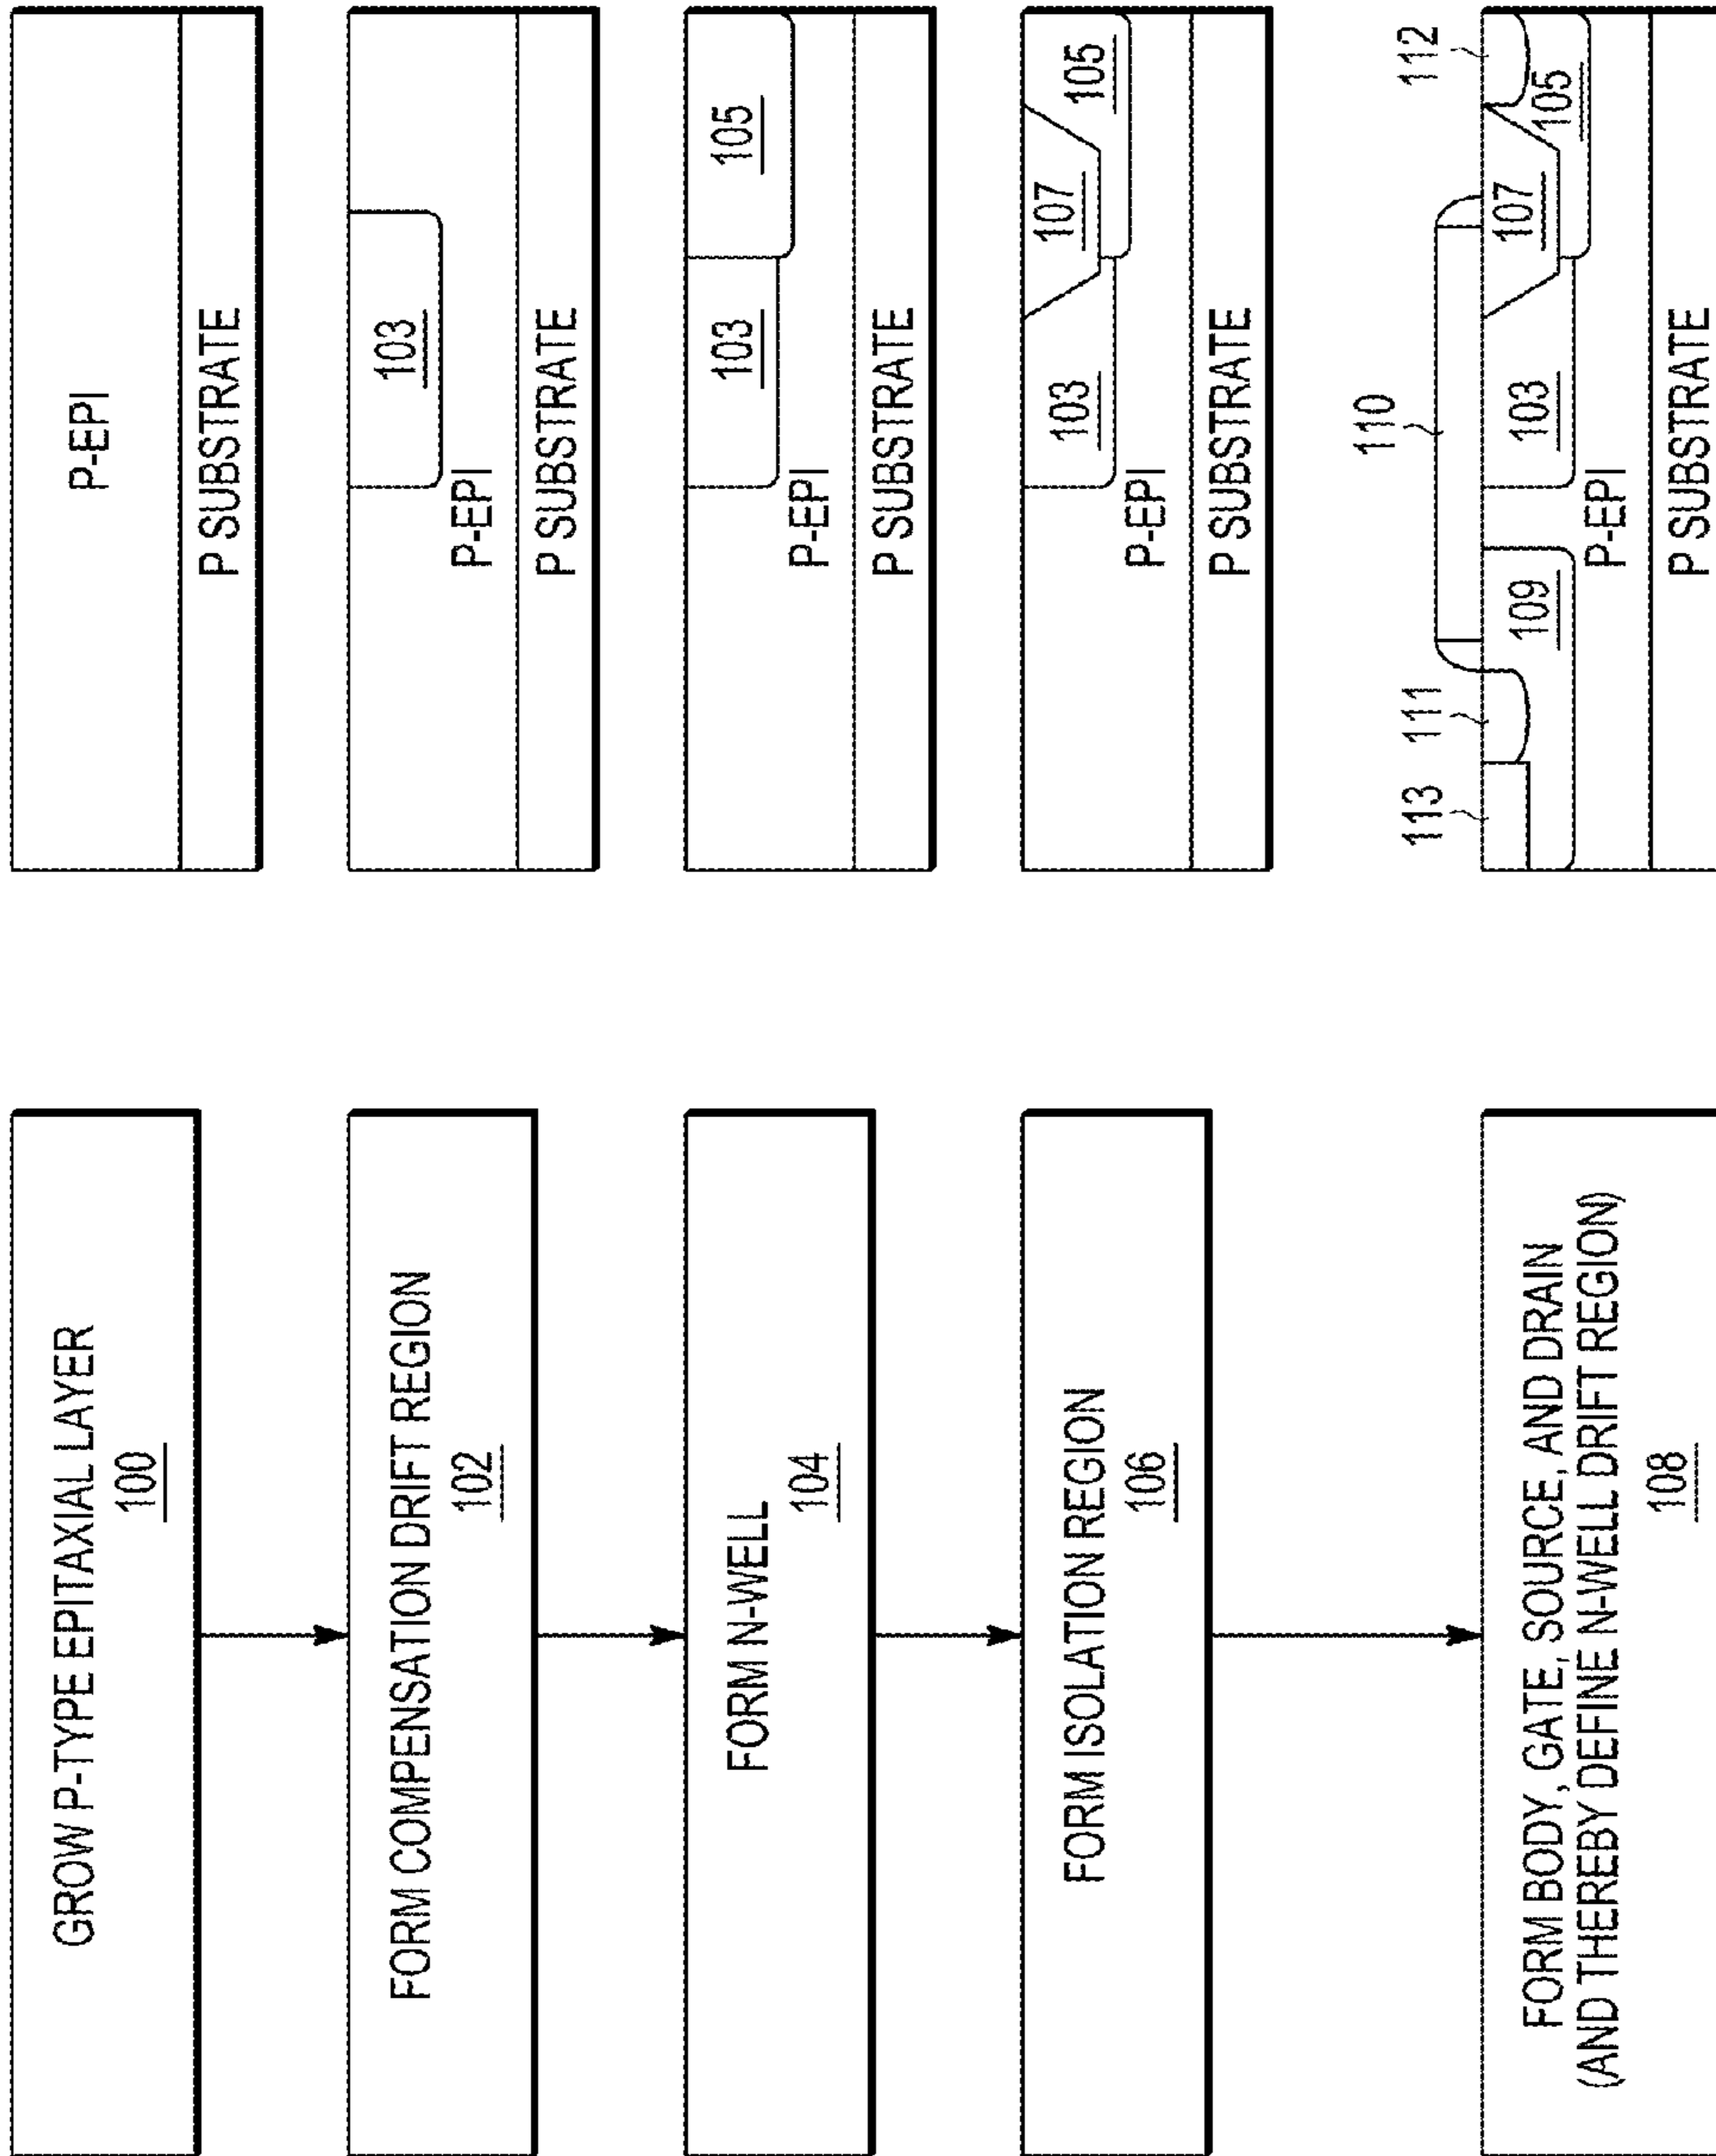 GROW P-TYPE EPITAXIAL LAYER
100
P-EPI
P SUBSTRATE
FORM COMPENSATION DRIFT REGION
102
103
P-EPI
P SUBSTRATE
FORM N-WELL
104
103
105
P-EPI
P SUBSTRATE
FORM ISOLATION REGION
106
103
107
105
P-EPI
P SUBSTRATE
FORM BODY, GATE, SOURCE, AND DRAIN
(AND THEREBY DEFINE N-WELL DRIFT REGION)
108
113
111
110
112
109
103
107
105
P-EPI
P SUBSTRATE